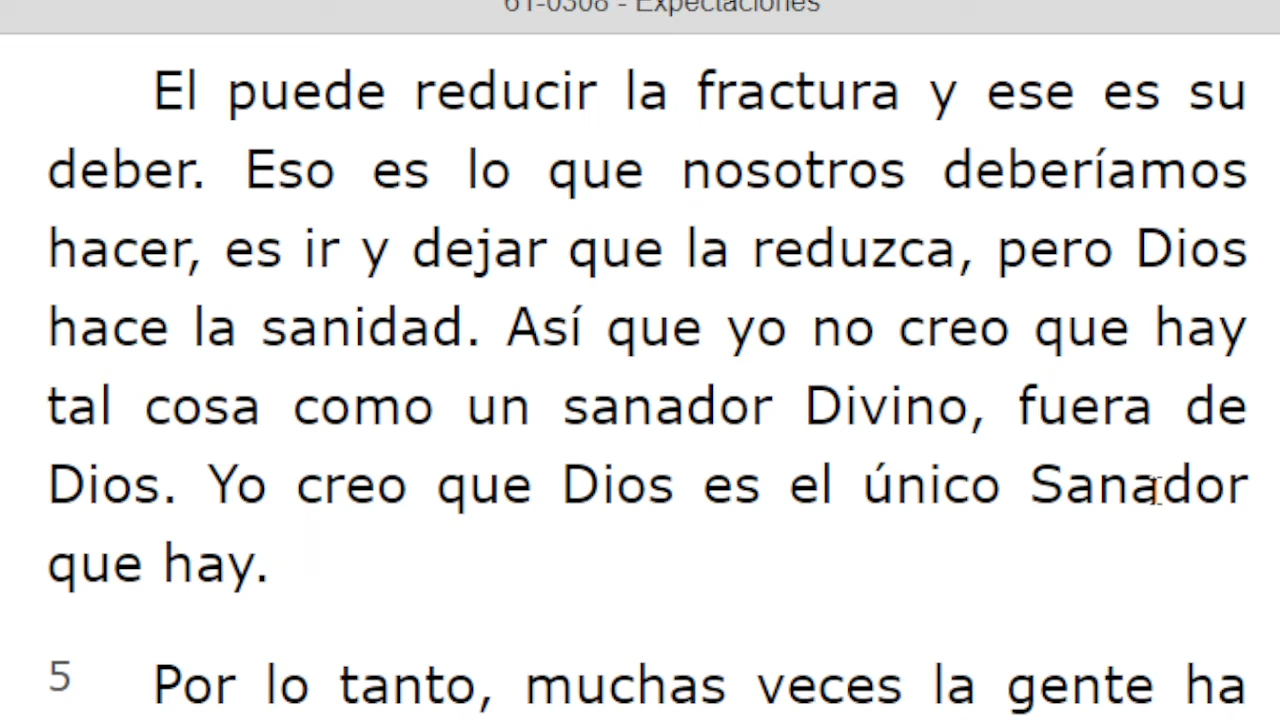 61-0308 - Expectaciones
El puede reducir la fractura y ese es su
deber. Eso es lo que nosotros deberíamos
hacer, es ir y dejar que la reduzca, pero Dios
hace la sanidad. Así que yo no creo que hay
tal cosa como un sanador Divino, fuera de
Dios. Yo creo que Dios es el único Sanador
que hay.
5 Por lo tanto, muchas veces la gente ha